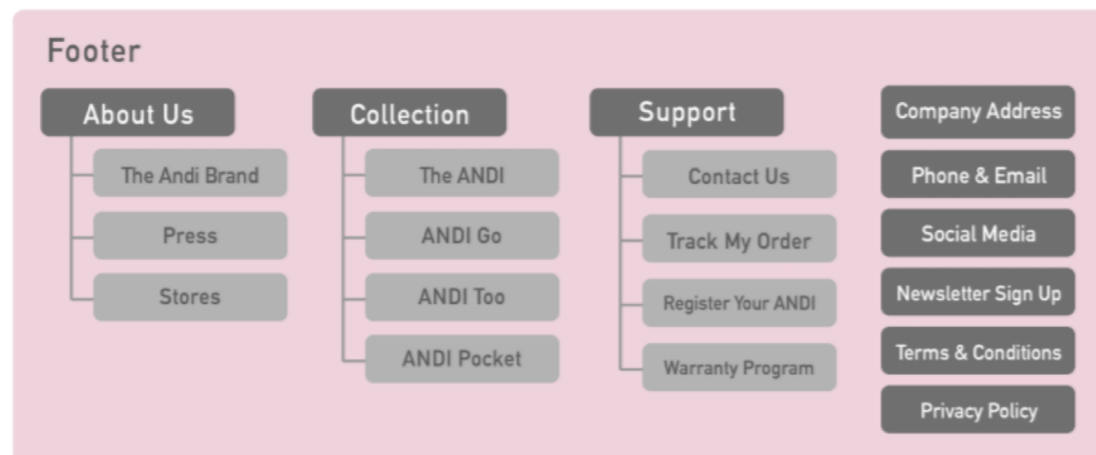 Footer
About Us
The Andi Brand
Press
Stores
Collection
The ANDI
ANDI Go
ANDI Too
ANDI Pocket
Support
Contact Us
Track My Order
Register Your ANDI
Warranty Program
Company Address
Phone & Email
Social Media
Newsletter Sign Up
Terms & Conditions
Privacy Policy